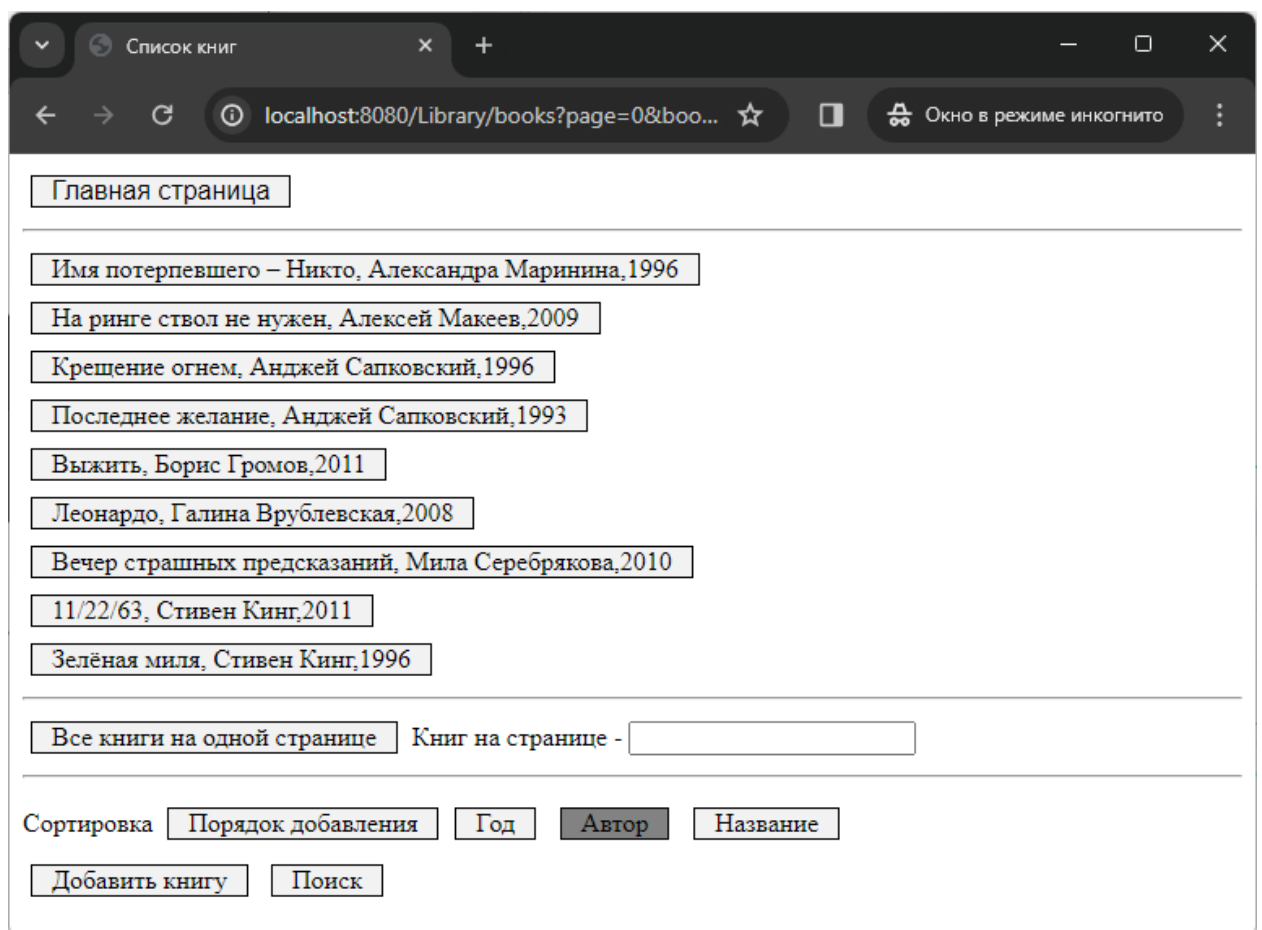 Список книг
localhost:8080/Library/books?page=0&boo... Окно в режиме инкогнито
Главная страница
Имя потерпевшего – Никто, Александра Маринина,1996
На ринге ствол не нужен, Алексей Макеев,2009
Крещение огнем, Анджей Сапковский,1996
Последнее желание, Анджей Сапковский,1993
Выжить, Борис Громов,2011
Леонардо, Галина Врублевская,2008
Вечер страшных предсказаний, Мила Серебрякова,2010
11/22/63, Стивен Кинг,2011
Зелёная миля, Стивен Кинг,1996
Все книги на одной странице Книг на странице -
Сортировка Порядок добавления Год Автор Название
Добавить книгу Поиск